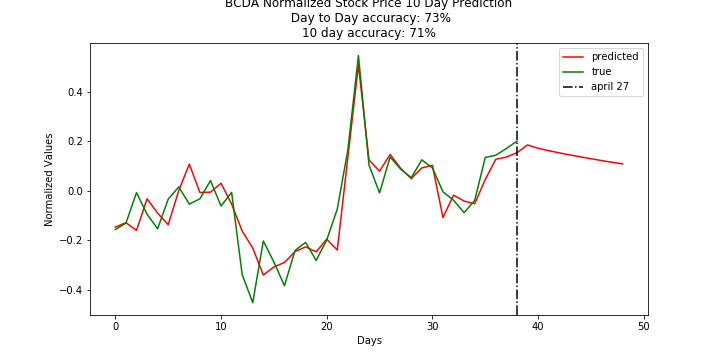 BCDA Normalized Stock Price 10 Day Prediction
Day to Day accuracy: 73%
10 day accuracy: 71%
predicted
true
april 27
0.4
0.2
0.0
−0.2
−0.4
Normalized Values
0
10
20
30
40
50
Days